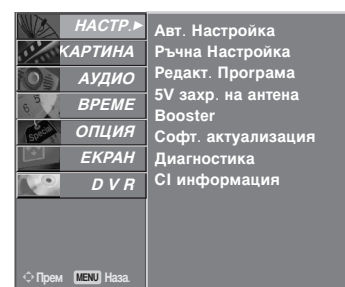 НАСТР.
КАРТИНА
АУДИО
ВРЕМЕ
ОПЦИЯ
ЕКРАН
D V R
Авт. Настройка
Ръчна Настройка
Редакт. Програма
5V захр. на антена
Booster
Софт. актуализация
Диагностика
CI информация
Прем MENU Наза.